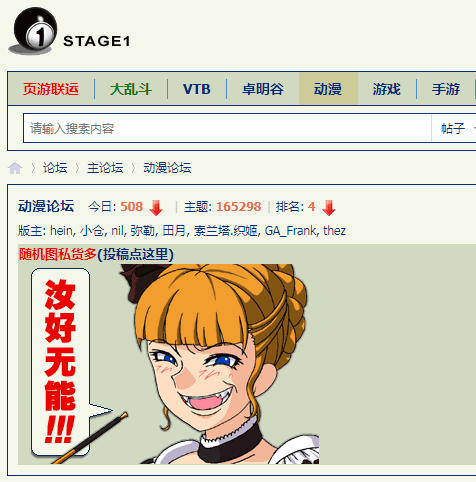 1 STAGE1
页游联运 大乱斗 VTB 卓明谷 动漫 游戏 手游
请输入搜索内容 帖子
论坛 主论坛 动漫论坛
动漫论坛 今日: 508 | 主题: 165298 | 排名: 4
版主: hein, 小仓, nil, 弥勒, 田月, 索兰塔.织姬, GA_Frank, thez
随机图私货多(投稿点这里)
汝好无能!!!